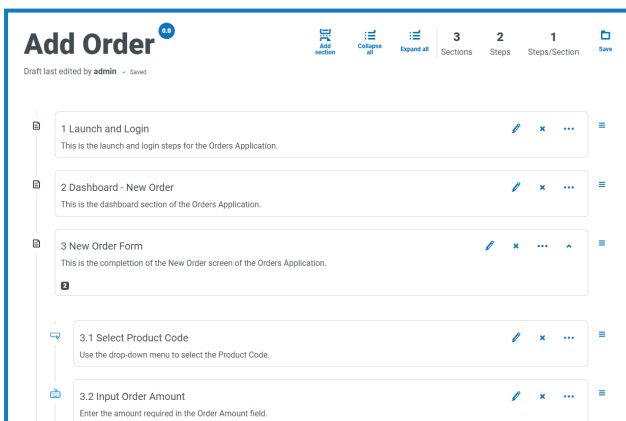 Add Order 0.0
Add section
Collapse all
Expand all
3 Sections
2 Steps
1 Steps/Section
Save
Draft last edited by admin Saved
1 Launch and Login
This is the launch and login steps for the Orders Application.
2 Dashboard - New Order
This is the dashboard section of the Orders Application.
3 New Order Form
This is the complettion of the New Order screen of the Orders Application.
2
3.1 Select Product Code
Use the drop-down menu to select the Product Code.
3.2 Input Order Amount
Enter the amount required in the Order Amount field.